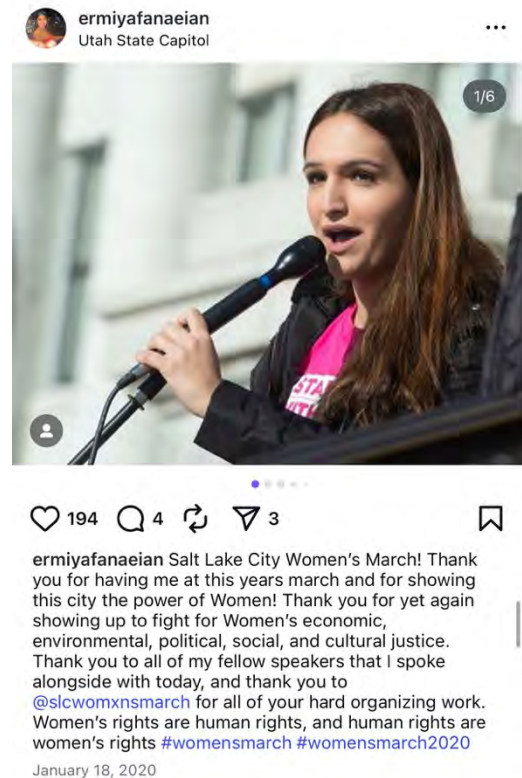 ermiyafanaeian
Utah State Capitol
1/6
STA
ITH
194 4 3
ermiyafanaeian Salt Lake City Women's March! Thank
you for having me at this years march and for showing
this city the power of Women! Thank you for yet again
showing up to fight for Women's economic,
environmental, political, social, and cultural justice.
Thank you to all of my fellow speakers that I spoke
alongside with today, and thank you to
@slcwomxnsmarch for all of your hard organizing work.
Women's rights are human rights, and human rights are
women's rights #womensmarch #womensmarch2020
January 18, 2020